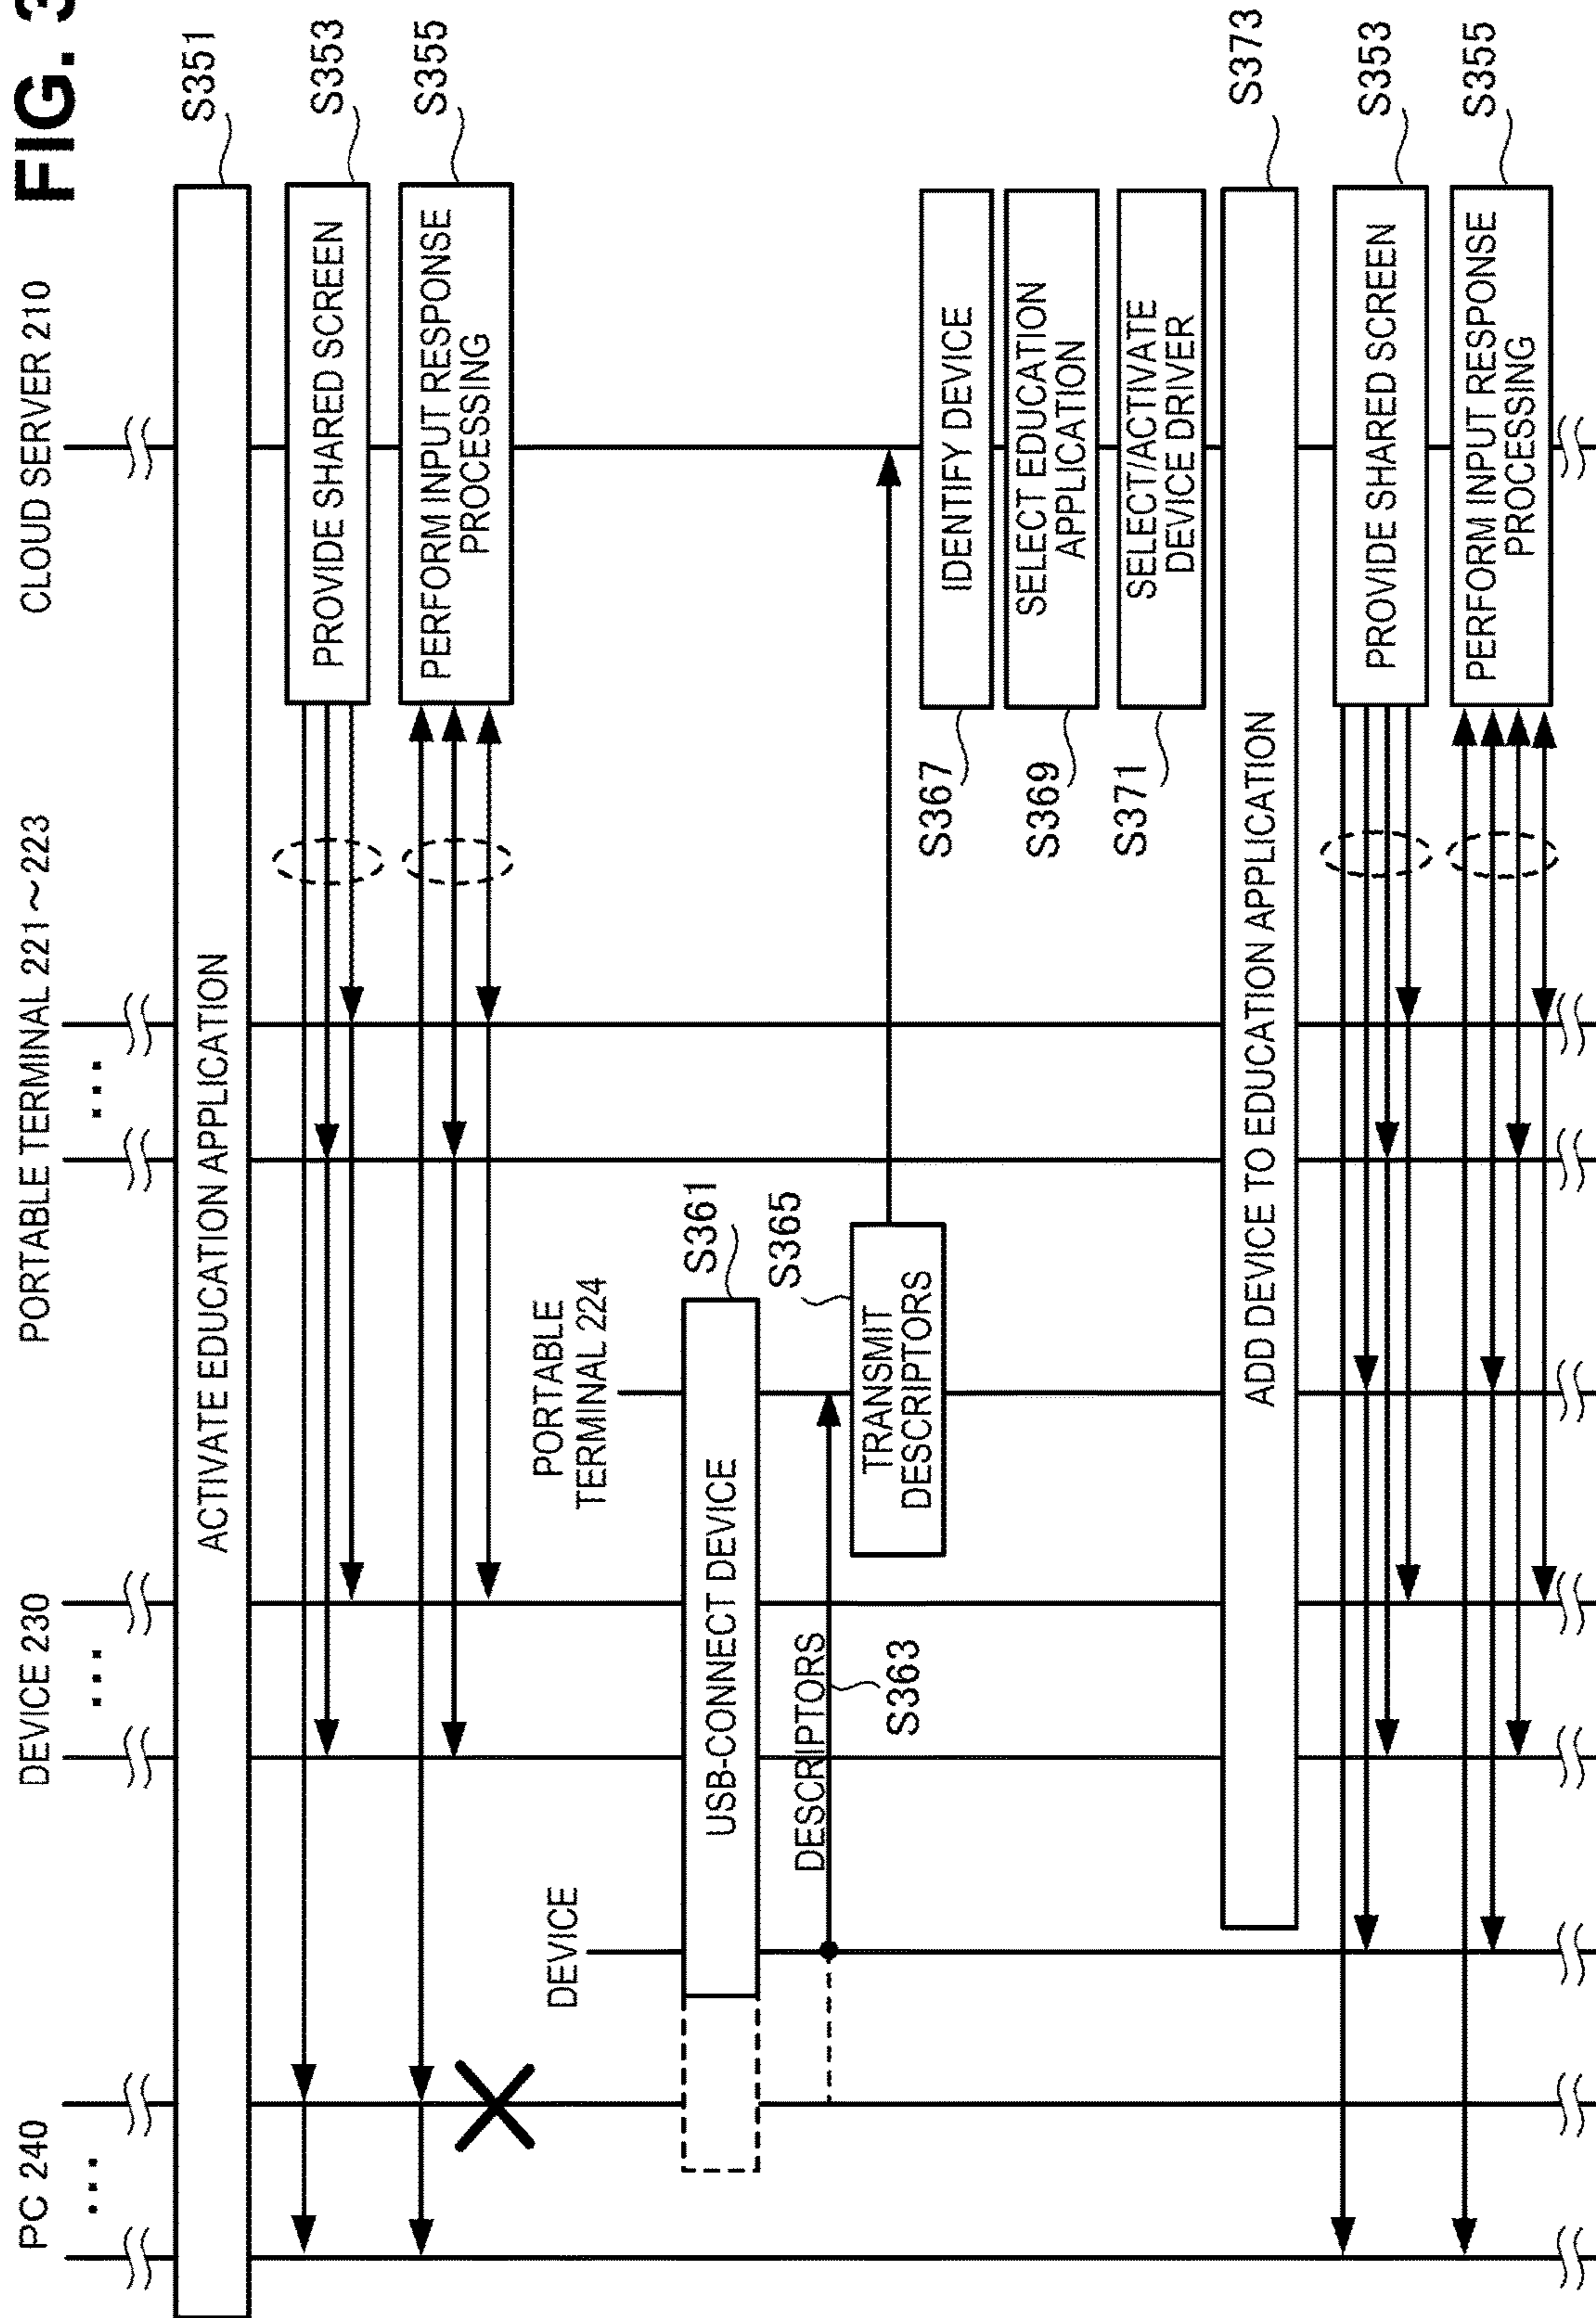 FIG. 3
PC 240
...
DEVICE 230
...
PORTABLE TERMINAL 221～223
...
CLOUD SERVER 210
ACTIVATE EDUCATION APPLICATION
S351
PROVIDE SHARED SCREEN
S353
PERFORM INPUT RESPONSE
PROCESSING
S355
DEVICE
PORTABLE
TERMINAL 224
USB-CONNECT DEVICE
S361
DESCRIPTORS
S363
TRANSMIT
DESCRIPTORS
S365
IDENTIFY DEVICE
S367
SELECT EDUCATION
APPLICATION
S369
SELECT/ACTIVATE
DEVICE DRIVER
S371
ADD DEVICE TO EDUCATION APPLICATION
S373
PROVIDE SHARED SCREEN
S353
PERFORM INPUT RESPONSE
PROCESSING
S355